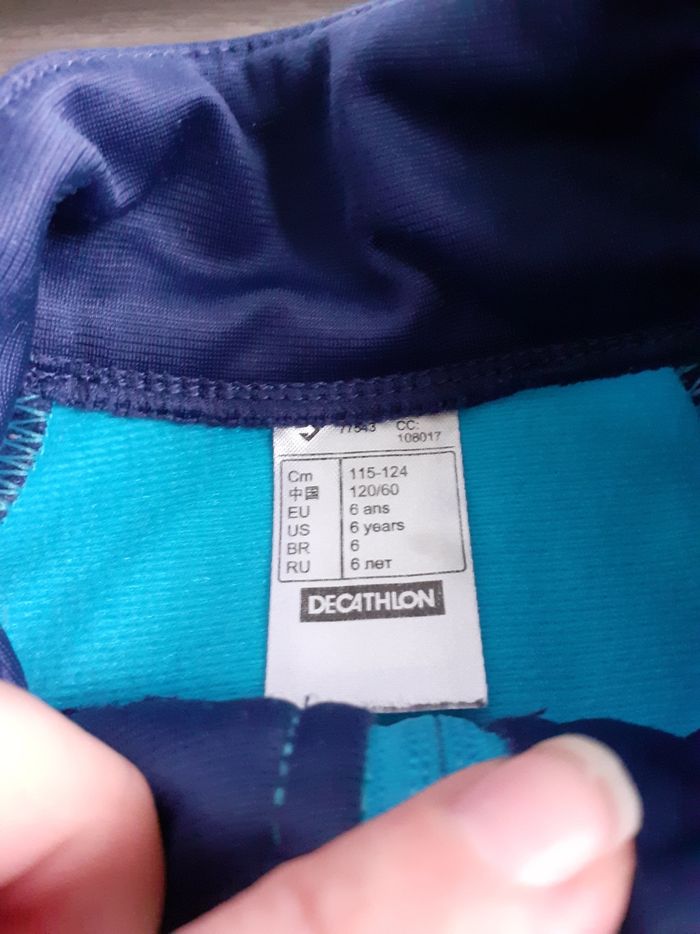 77543 CC:
108017
Cm 115-124
中国 120/60
EU 6 ans
US 6 years
BR 6
RU 6 лет
DECATHLON